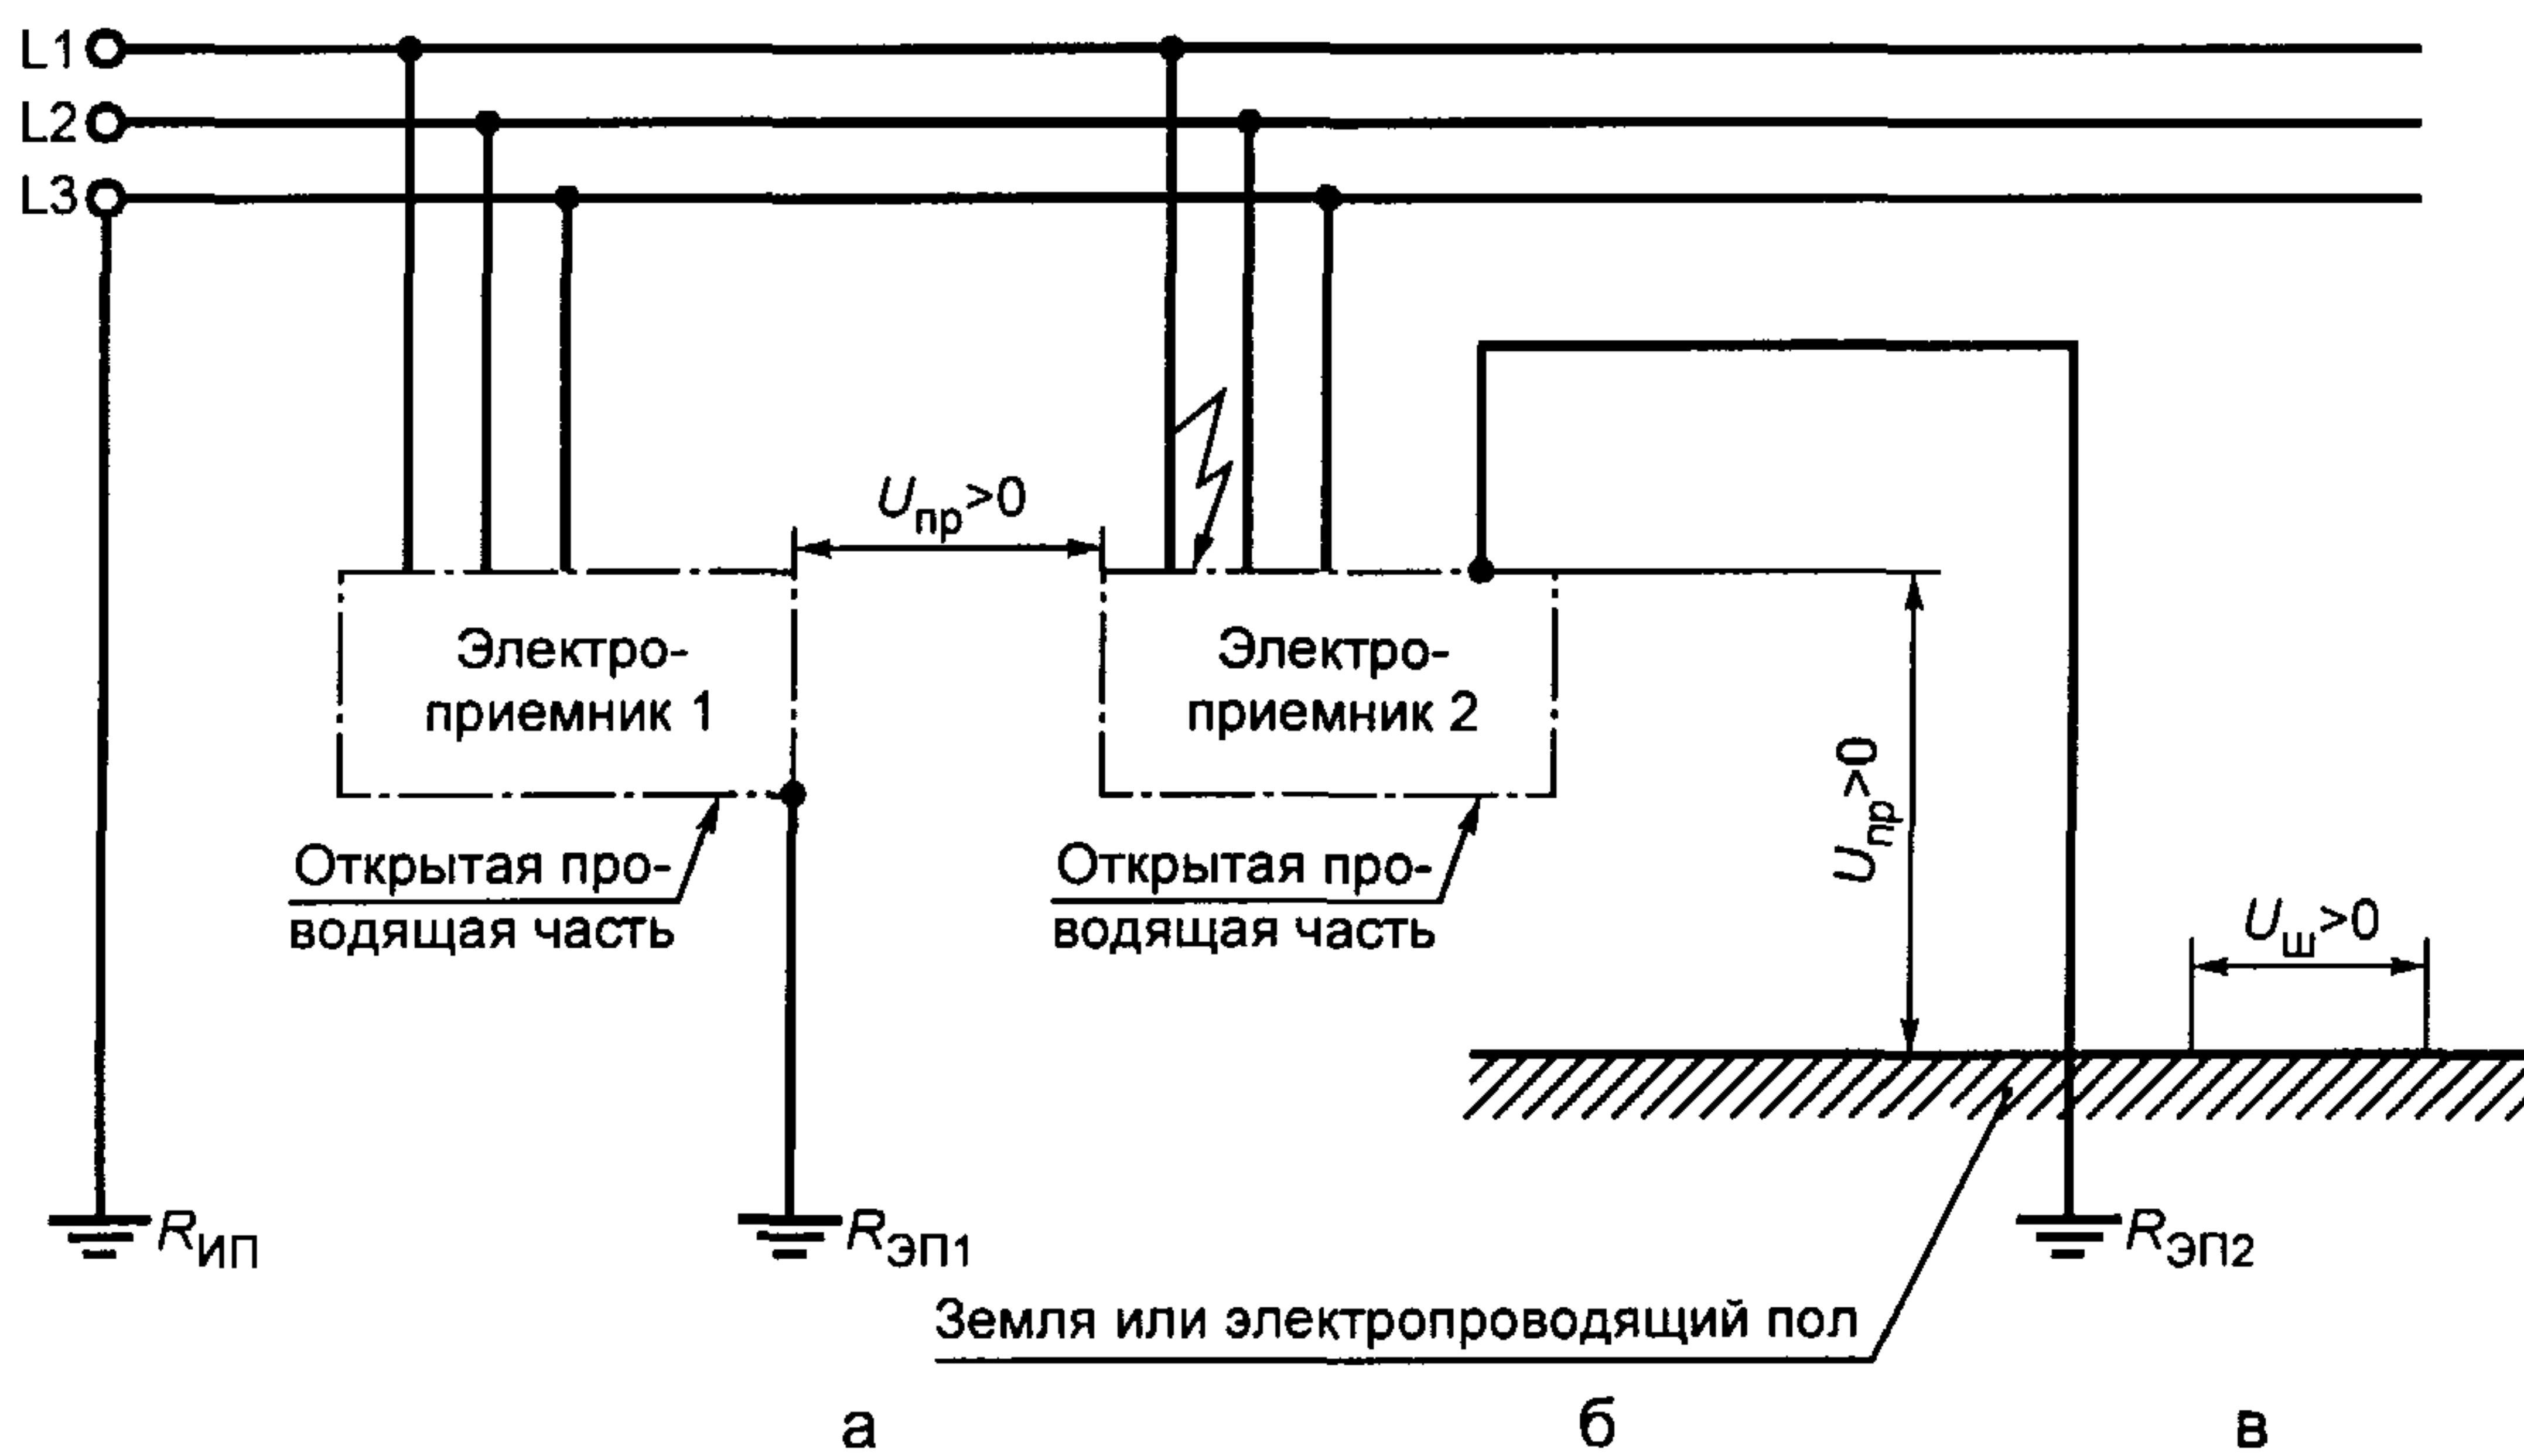 L1
L2
L3
Uпр>0
Электро-
приемник 1
Электро-
приемник 2
Открытая про-
водящая часть
Открытая про-
водящая часть
Uпр>0
Uш>0
RИП
RЭП1
RЭП2
Земля или электропроводящий пол
а
б
в